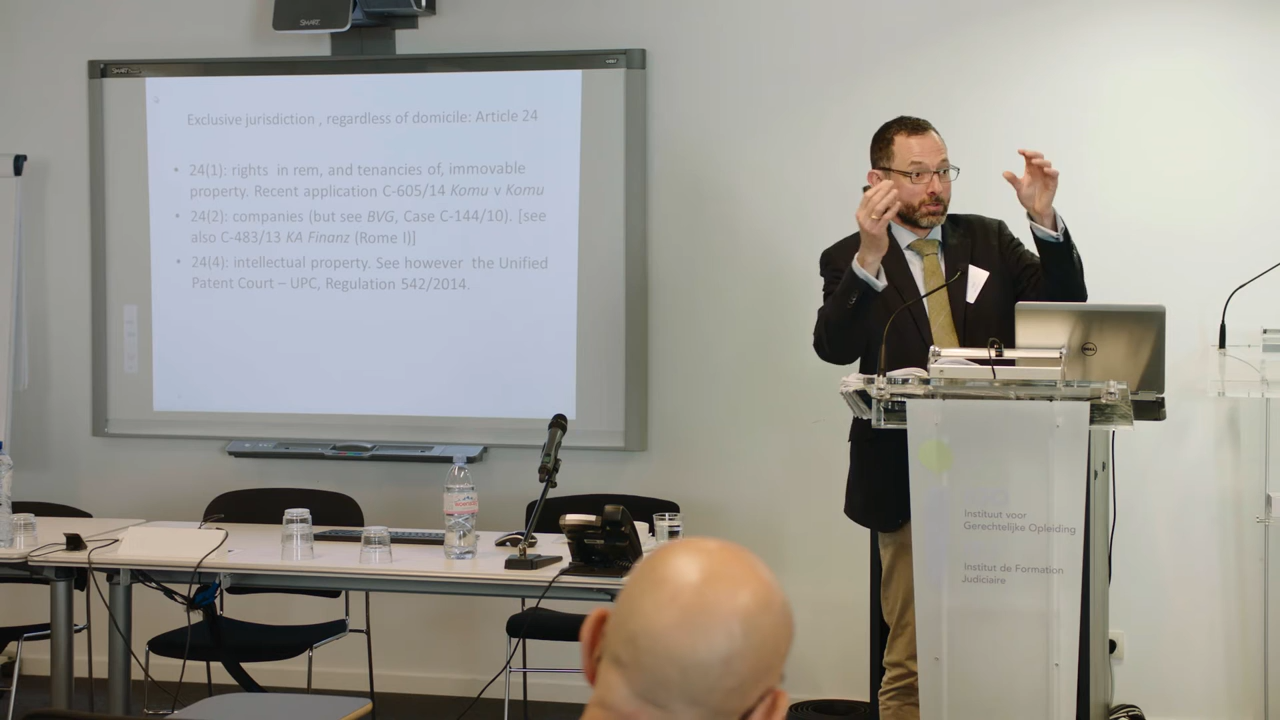 SMART
SMART
Exclusive jurisdiction , regardless of domicile: Article 24
• 24(1): rights in rem, and tenancies of, immovable
property. Recent application C-605/14 Komu v Komu
• 24(2): companies (but see BVG, Case C-144/10). [see
also C-483/13 KA Finanz (Rome I)]
• 24(4): intellectual property. See however the Unified
Patent Court – UPC, Regulation 542/2014.
DELL
Instituut voor
Gerechtelijke Opleiding
Institut de Formation
Judiciaire